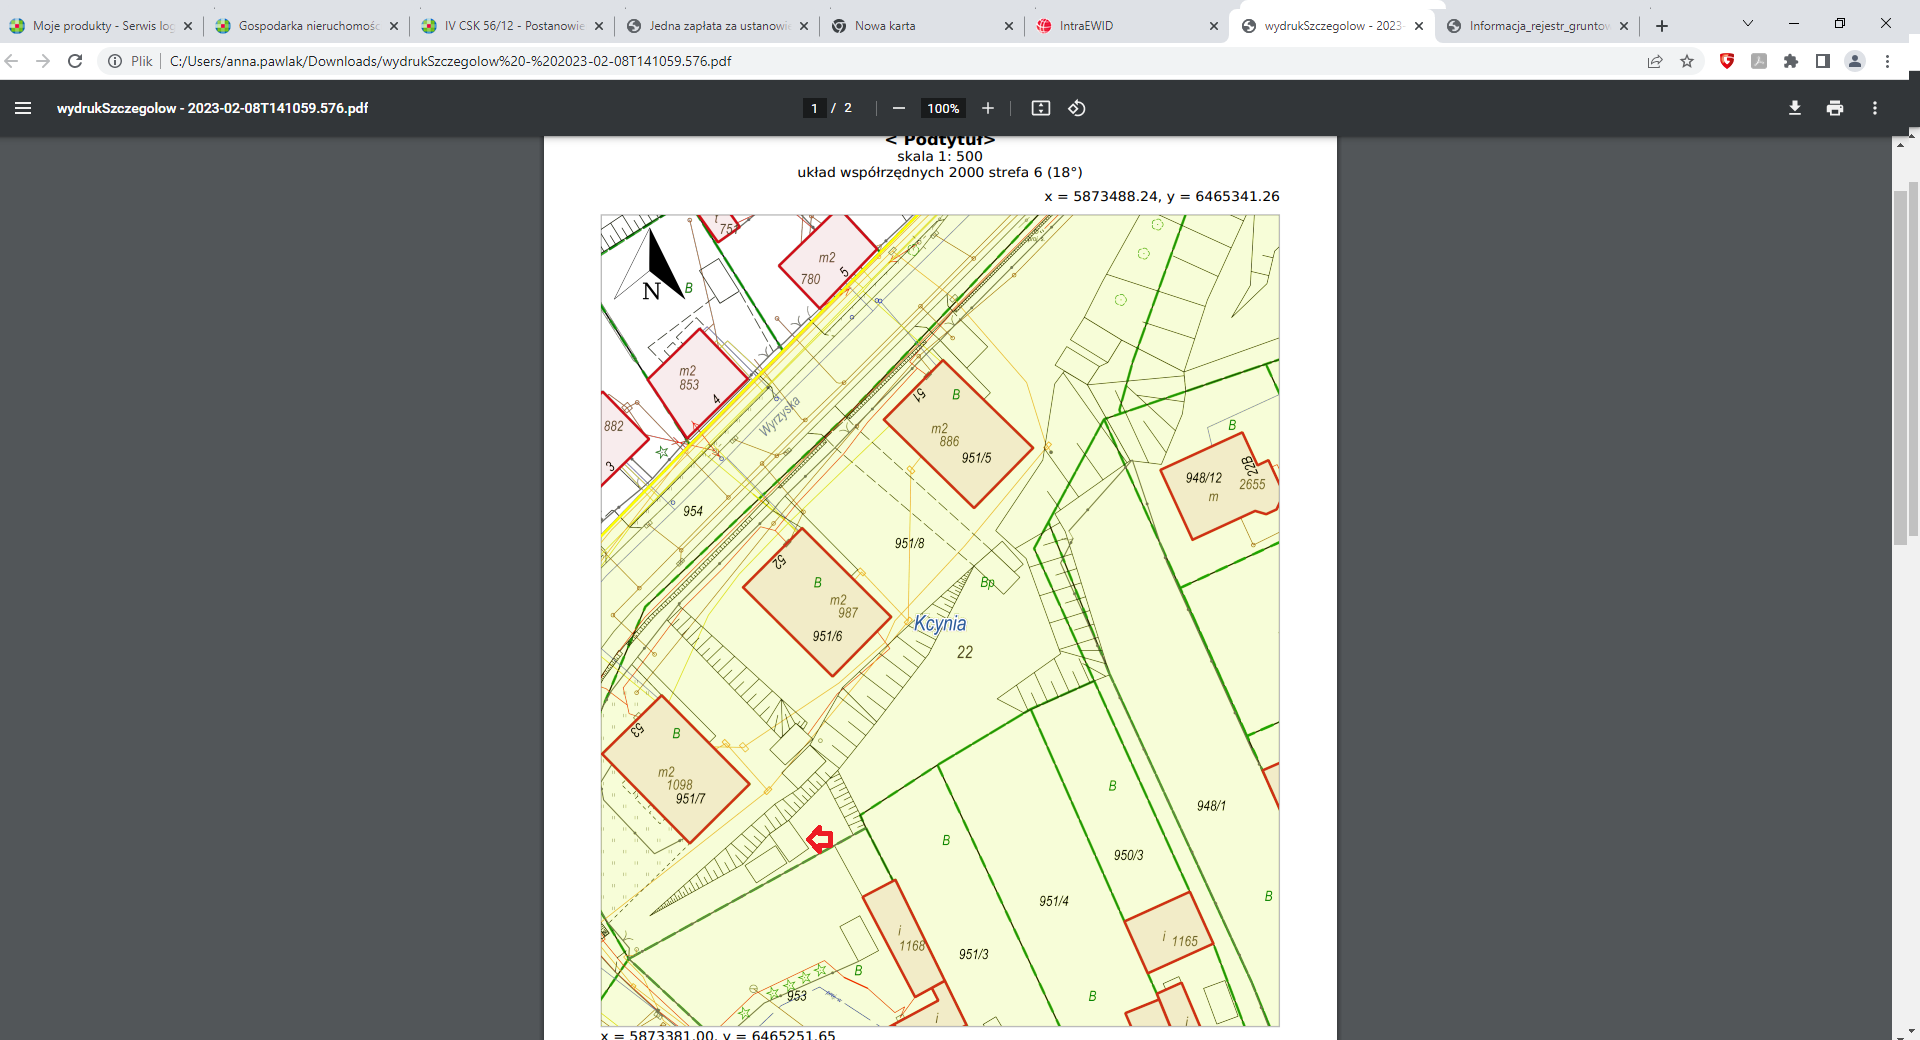 Moje produkty - Serwis log
Gospodarka nieruchomośc
IV CSK 56/12 - Postanowie
Jedna zapłata za ustanowi
Nowa karta
IntraEWID
wydrukSzczegolow - 2023-
Informacja_rejestr_gruntow
Plik
C:/Users/anna.pawlak/Downloads/wydrukSzczegolow%20-%202023-02-08T141059.576.pdf
wydrukSzczegolow - 2023-02-08T141059.576.pdf
1 / 2
100%
< Podtytuł>
skala 1: 500
układ współrzędnych 2000 strefa 6 (18°)
x = 5873488.24, y = 6465341.26
751
m2
780
5
N
B
m2
853
4
Wyrzyska
882
3
51
B
m2
886
951/5
B
948/12
22B
m
2655
954
951/8
52
B
m2
987
951/6
Bp
Kcynia
22
53
B
m2
1098
951/7
B
948/1
B
950/3
951/4
B
i
1168
951/3
i
1165
B
953
B
i
i
x = 5873381.00, y = 6465251.65